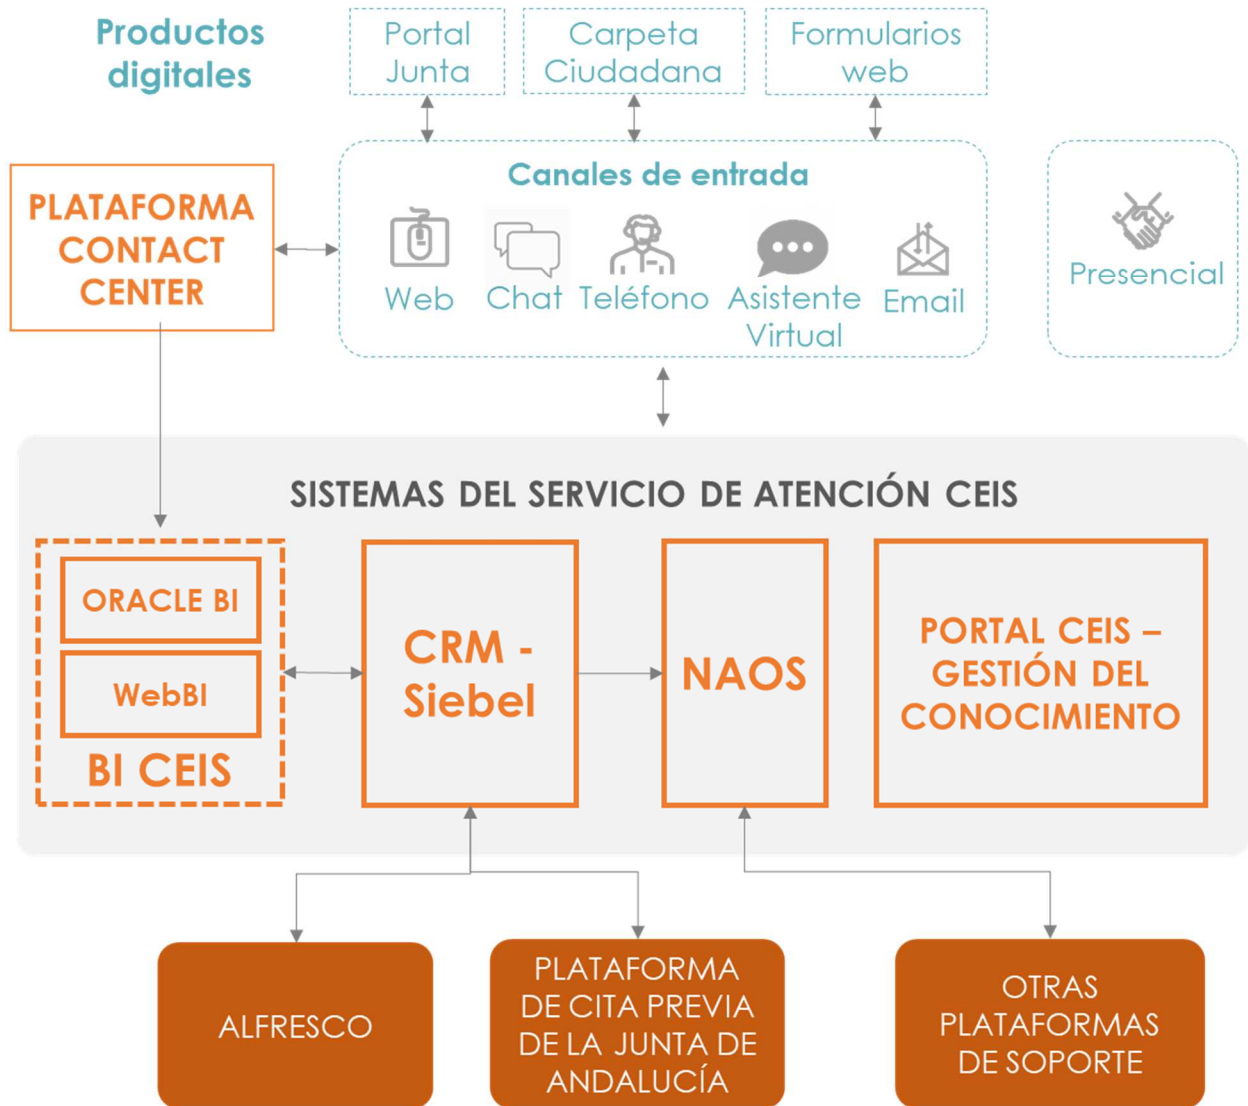 Productos
digitales
Portal
Junta
Carpeta
Ciudadana
Formularios
web
PLATAFORMA
CONTACT
CENTER
Canales de entrada
Web
Chat
Teléfono
Asistente
Virtual
Email
Presencial
SISTEMAS DEL SERVICIO DE ATENCIÓN CEIS
ORACLE BI
WebBI
BI CEIS
CRM -
Siebel
NAOS
PORTAL CEIS –
GESTIÓN DEL
CONOCIMIENTO
ALFRESCO
PLATAFORMA
DE CITA PREVIA
DE LA JUNTA DE
ANDALUCÍA
OTRAS
PLATAFORMAS
DE SOPORTE